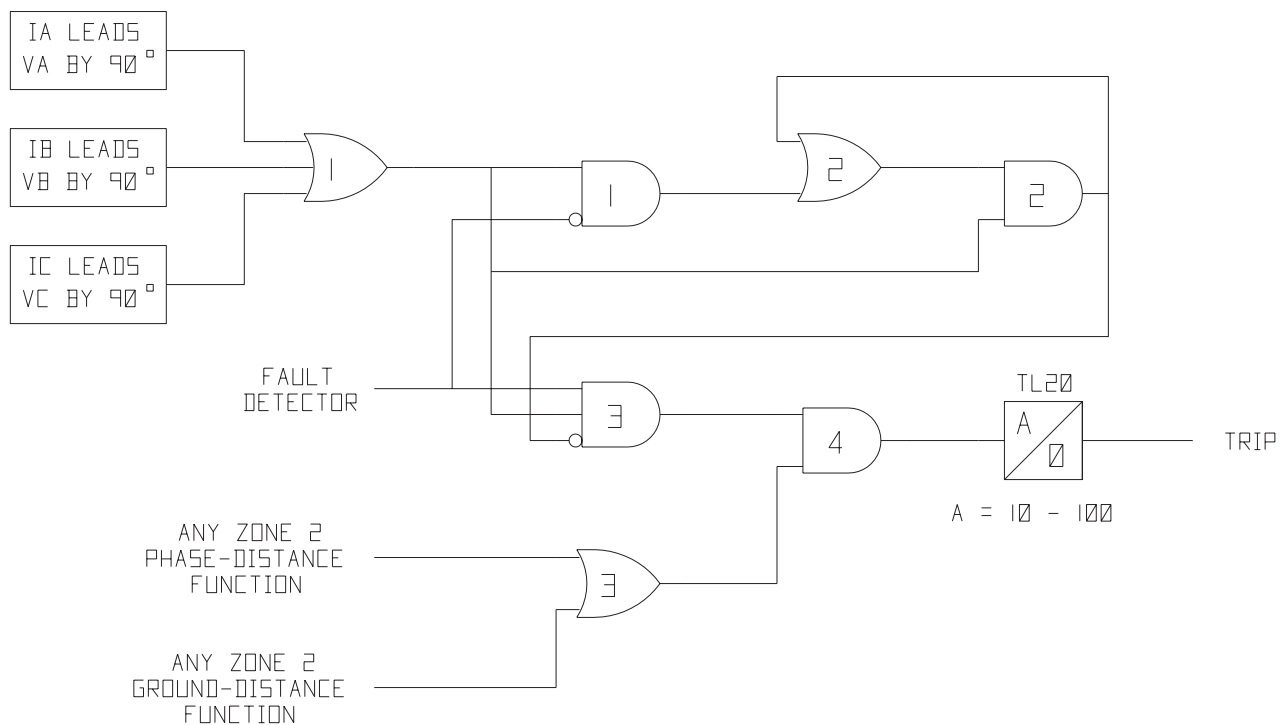 IA LEADS
VA BY 90°
IB LEADS
VB BY 90°
IC LEADS
VC BY 90°
1
1
2
2
FAULT
DETECTOR
3
4
TL20
A
0
TRIP
A = 10 - 100
ANY ZONE 2
PHASE-DISTANCE
FUNCTION
3
ANY ZONE 2
GROUND-DISTANCE
FUNCTION